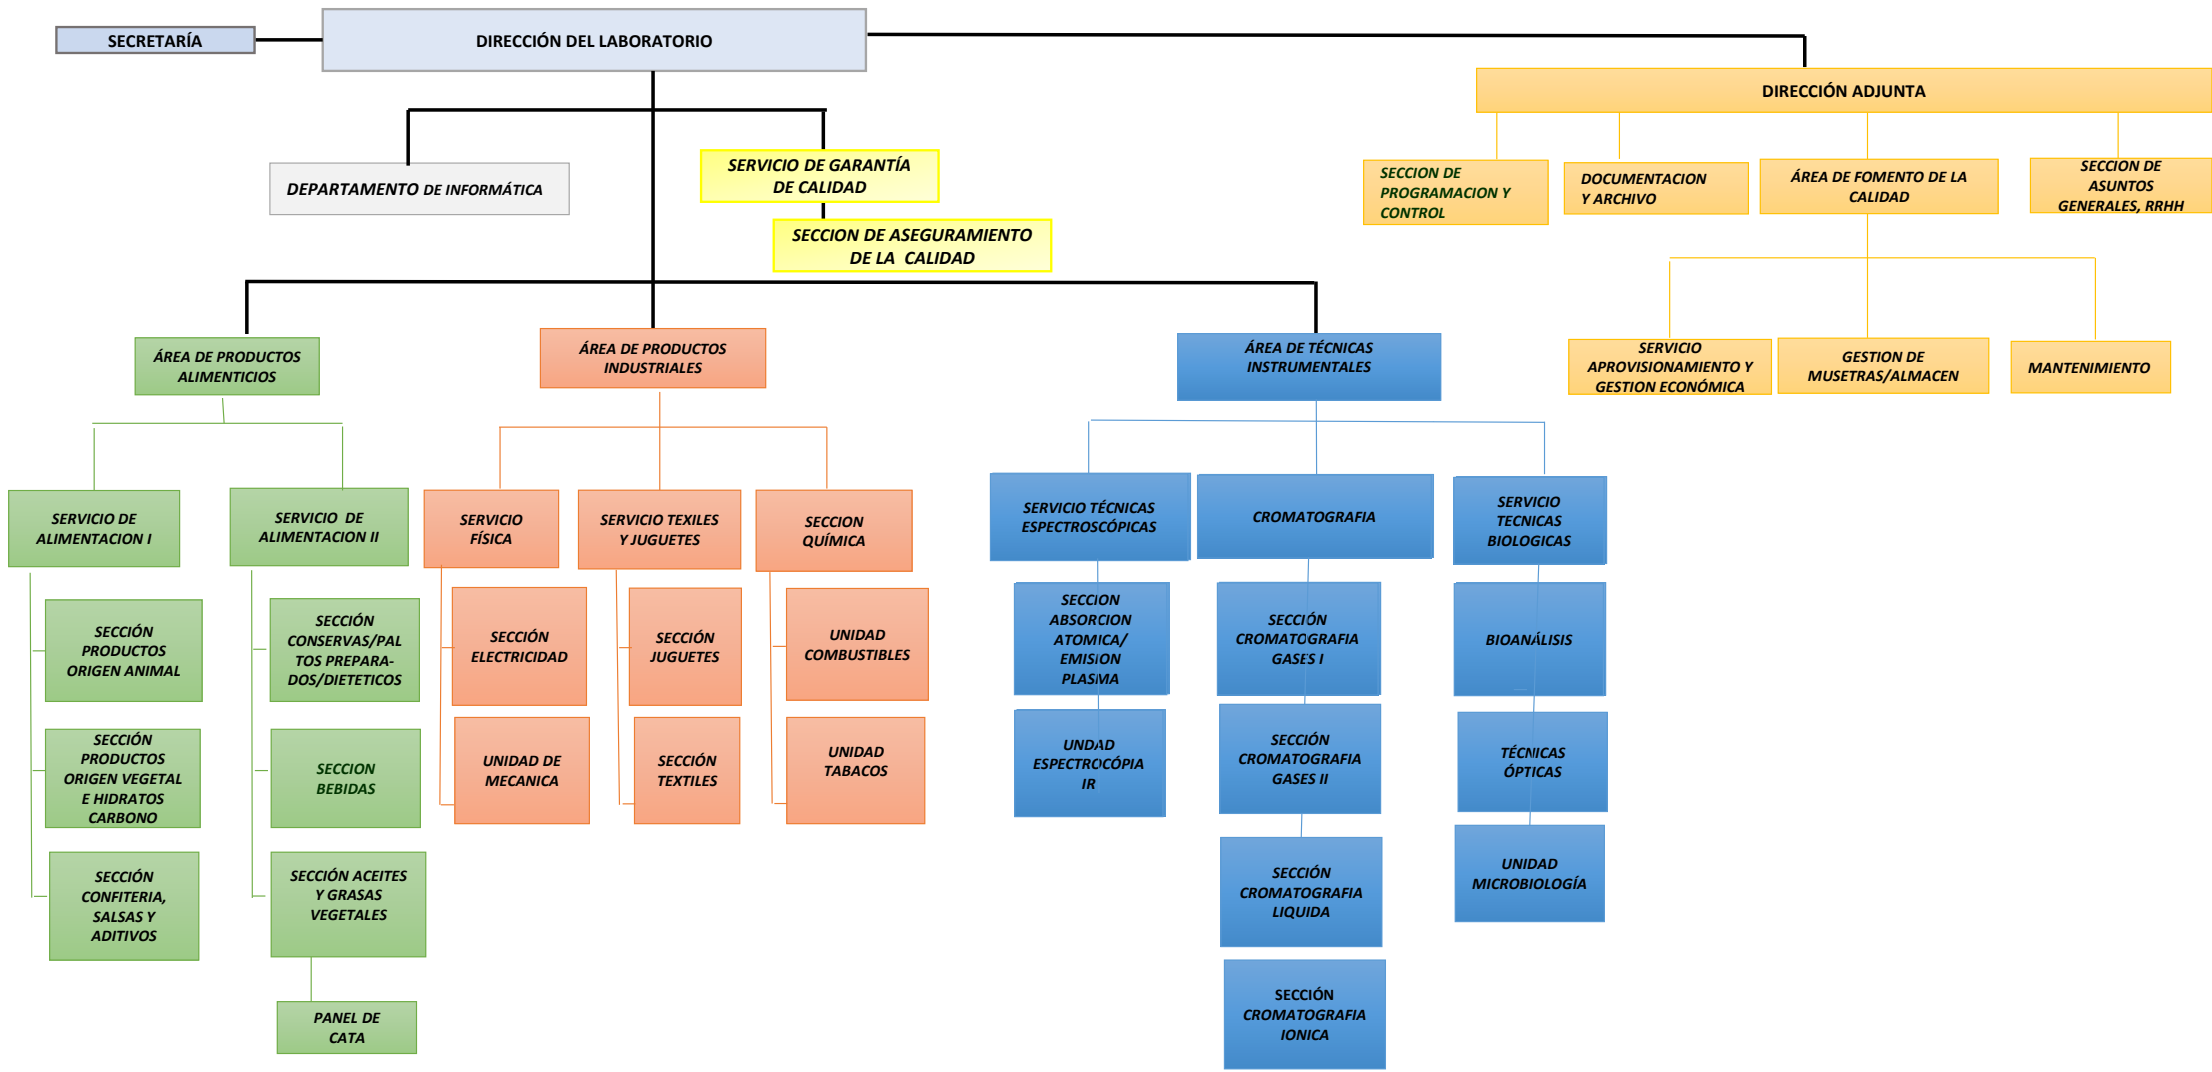 SECRETARÍA
DIRECCIÓN DEL LABORATORIO
DIRECCIÓN ADJUNTA
DEPARTAMENTO DE INFORMÁTICA
SERVICIO DE GARANTÍA
DE CALIDAD
SECCION DE ASEGURAMIENTO
DE LA CALIDAD
SECCION DE
PROGRAMACION Y
CONTROL
DOCUMENTACION
Y ARCHIVO
ÁREA DE FOMENTO DE LA
CALIDAD
SECCION DE
ASUNTOS
GENERALES, RRHH
SERVICIO
APROVISIONAMIENTO Y
GESTION ECONÓMICA
GESTION DE
MUSETRAS/ALMACEN
MANTENIMIENTO
ÁREA DE PRODUCTOS
ALIMENTICIOS
ÁREA DE PRODUCTOS
INDUSTRIALES
ÁREA DE TÉCNICAS
INSTRUMENTALES
SERVICIO DE
ALIMENTACION I
SERVICIO DE
ALIMENTACION II
SERVICIO
FÍSICA
SERVICIO TEXILES
Y JUGUETES
SECCION
QUÍMICA
SERVICIO TÉCNICAS
ESPECTROSCÓPICAS
CROMATOGRAFIA
SERVICIO
TECNICAS
BIOLOGICAS
SECCIÓN
PRODUCTOS
ORIGEN ANIMAL
SECCIÓN
CONSERVAS/PAL
TOS PREPARA-
DOS/DIETETICOS
SECCIÓN
ELECTRICIDAD
SECCIÓN
JUGUETES
UNIDAD
COMBUSTIBLES
SECCION
ABSORCION
ATOMICA/
EMISION
PLASMA
SECCIÓN
CROMATOGRAFIA
GASES I
BIOANÁLISIS
SECCIÓN
PRODUCTOS
ORIGEN VEGETAL
E HIDRATOS
CARBONO
SECCION
BEBIDAS
UNIDAD DE
MECANICA
SECCIÓN
TEXTILES
UNIDAD
TABACOS
UNDAD
ESPECTROCÓPIA
IR
SECCIÓN
CROMATOGRAFIA
GASES II
TÉCNICAS
ÓPTICAS
SECCIÓN
CONFITERIA,
SALSAS Y
ADITIVOS
SECCIÓN ACEITES
Y GRASAS
VEGETALES
SECCIÓN
CROMATOGRAFIA
LIQUIDA
UNIDAD
MICROBIOLOGÍA
PANEL DE
CATA
SECCIÓN
CROMATOGRAFIA
IONICA